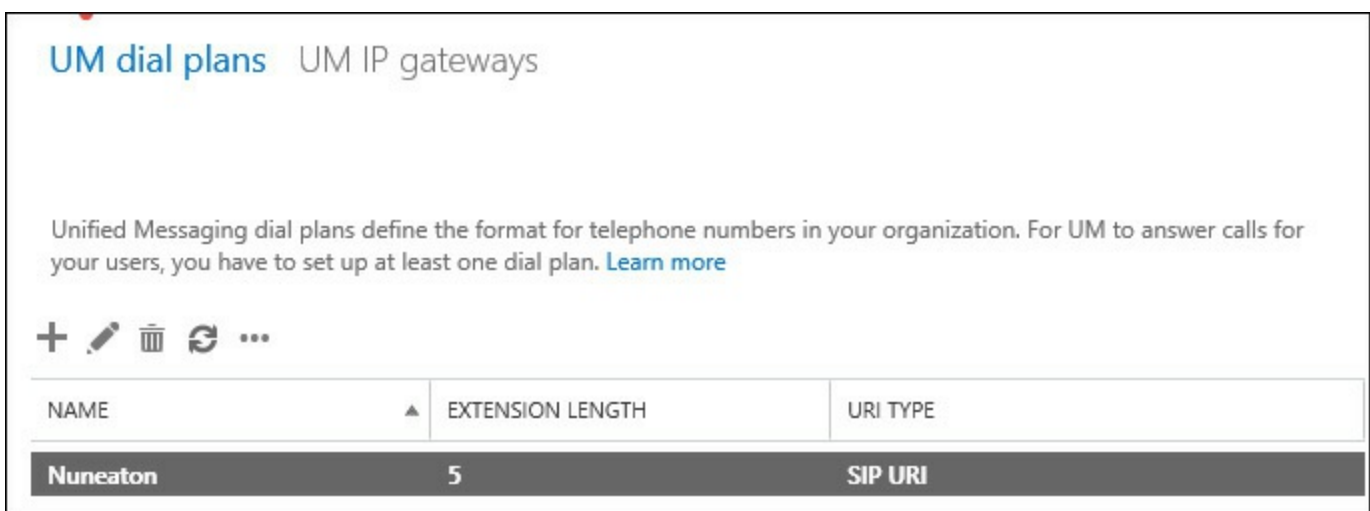 UM dial plans UM IP gateways
Unified Messaging dial plans define the format for telephone numbers in your organization. For UM to answer calls for
your users, you have to set up at least one dial plan. Learn more
NAME EXTENSION LENGTH URI TYPE
Nuneaton 5 SIP URI